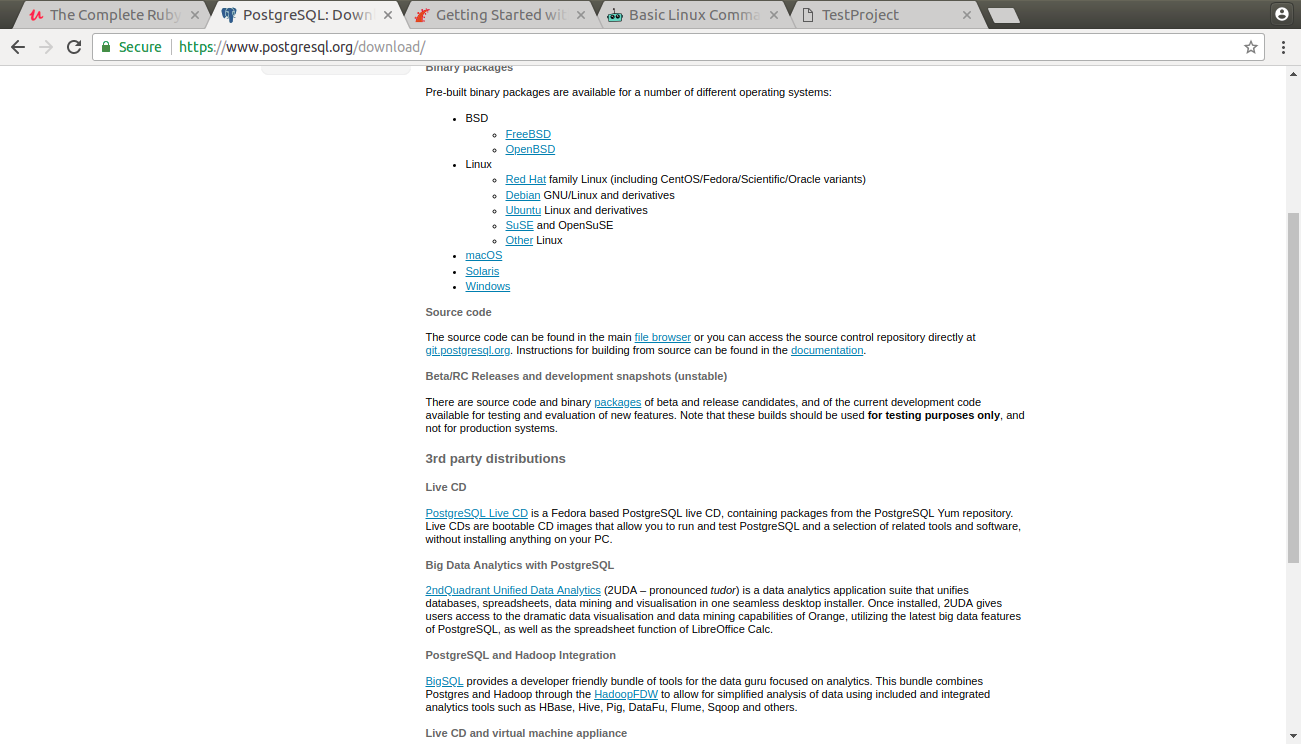 The Complete Ruby
PostgreSQL: Down
Getting Started wit
Basic Linux Comma
TestProject
Secure
https://www.postgresql.org/download/
Binary packages
Pre-built binary packages are available for a number of different operating systems:
BSD
FreeBSD
OpenBSD
Linux
Red Hat family Linux (including CentOS/Fedora/Scientific/Oracle variants)
Debian GNU/Linux and derivatives
Ubuntu Linux and derivatives
SuSE and OpenSuSE
Other Linux
macOS
Solaris
Windows
Source code
The source code can be found in the main file browser or you can access the source control repository directly at
git.postgresql.org. Instructions for building from source can be found in the documentation.
Beta/RC Releases and development snapshots (unstable)
There are source code and binary packages of beta and release candidates, and of the current development code
available for testing and evaluation of new features. Note that these builds should be used for testing purposes only, and
not for production systems.
3rd party distributions
Live CD
PostgreSQL Live CD is a Fedora based PostgreSQL live CD, containing packages from the PostgreSQL Yum repository.
Live CDs are bootable CD images that allow you to run and test PostgreSQL and a selection of related tools and software,
without installing anything on your PC.
Big Data Analytics with PostgreSQL
2ndQuadrant Unified Data Analytics (2UDA – pronounced tudor) is a data analytics application suite that unifies
databases, spreadsheets, data mining and visualisation in one seamless desktop installer. Once installed, 2UDA gives
users access to the dramatic data visualisation and data mining capabilities of Orange, utilizing the latest big data features
of PostgreSQL, as well as the spreadsheet function of LibreOffice Calc.
PostgreSQL and Hadoop Integration
BigSQL provides a developer friendly bundle of tools for the data guru focused on analytics. This bundle combines
Postgres and Hadoop through the HadoopFDW to allow for simplified analysis of data using included and integrated
analytics tools such as HBase, Hive, Pig, DataFu, Flume, Sqoop and others.
Live CD and virtual machine appliance